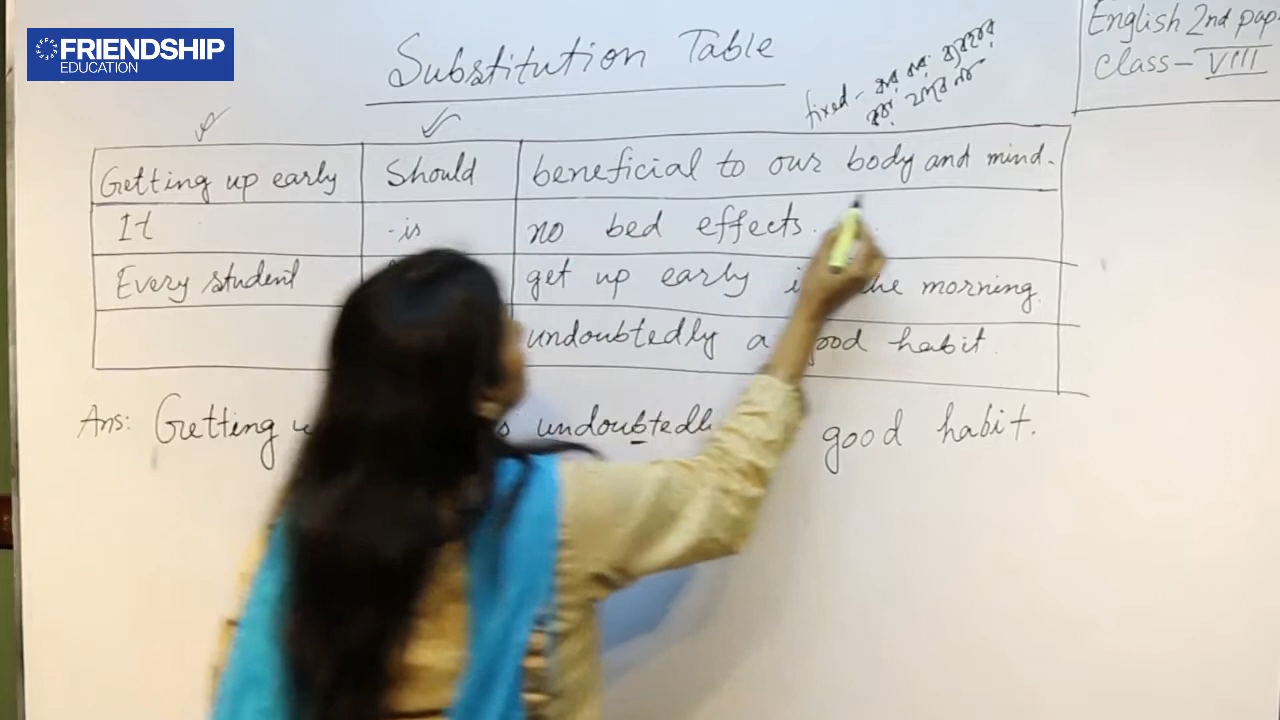 FRIENDSHIP
EDUCATION
English 2nd pap
Class - VIII
Substitution Table
fixed -
Getting up early Should beneficial to our body and mind.
It is no bed effects.
Every student get up early the morning.
undoubtedly a good habit.
Ans: Getting undoubtedl good habit.